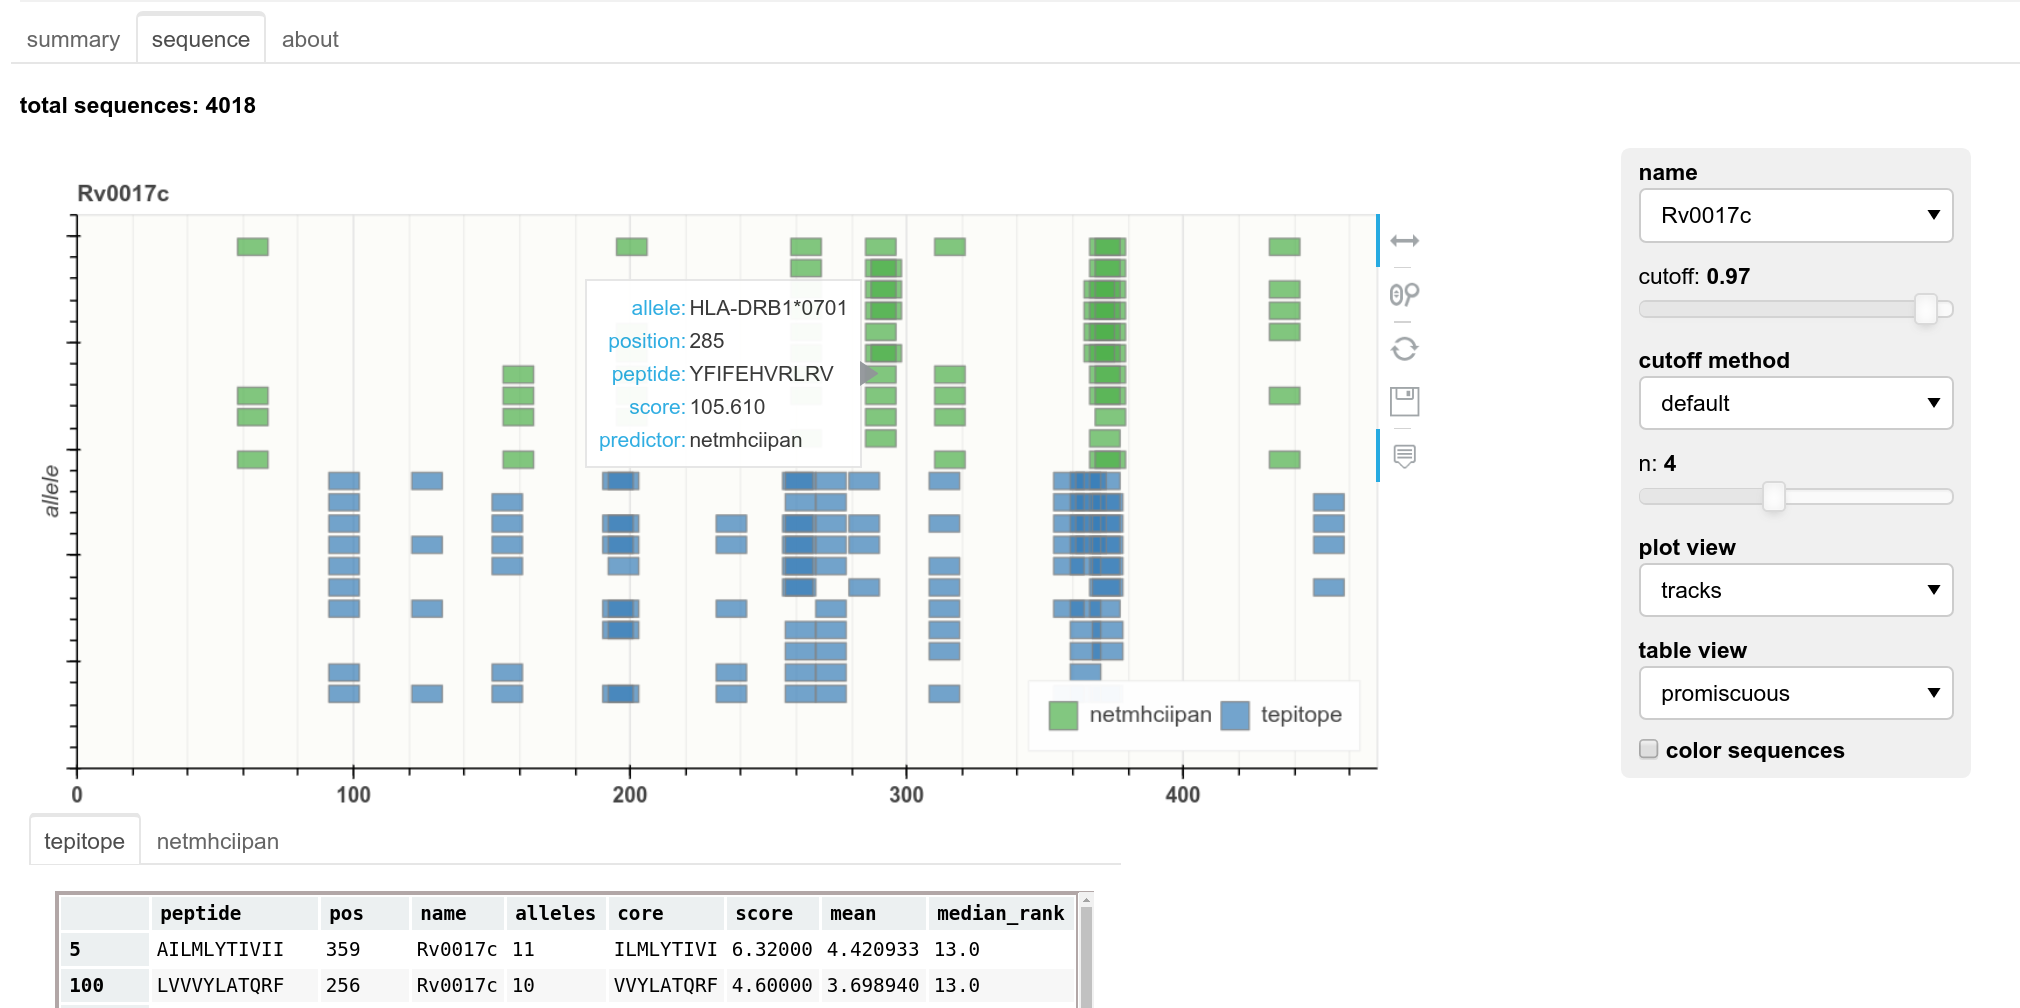 summary sequence about
total sequences: 4018
Rv0017c
allele
allele: HLA-DRB1*0701
position: 285
peptide: YFIFEHVRLRV
score: 105.610
predictor: netmhciipan
netmhciipan tepitope
0 100 200 300 400
name
Rv0017c
cutoff: 0.97
cutoff method
default
n: 4
plot view
tracks
table view
promiscuous
color sequences
tepitope netmhciipan
peptide pos name alleles core score mean median_rank
5 AILMLYTIVII 359 Rv0017c 11 ILMLYTIVI 6.32000 4.420933 13.0
100 LVVVYLATQRF 256 Rv0017c 10 VVYLATQRF 4.60000 3.698940 13.0